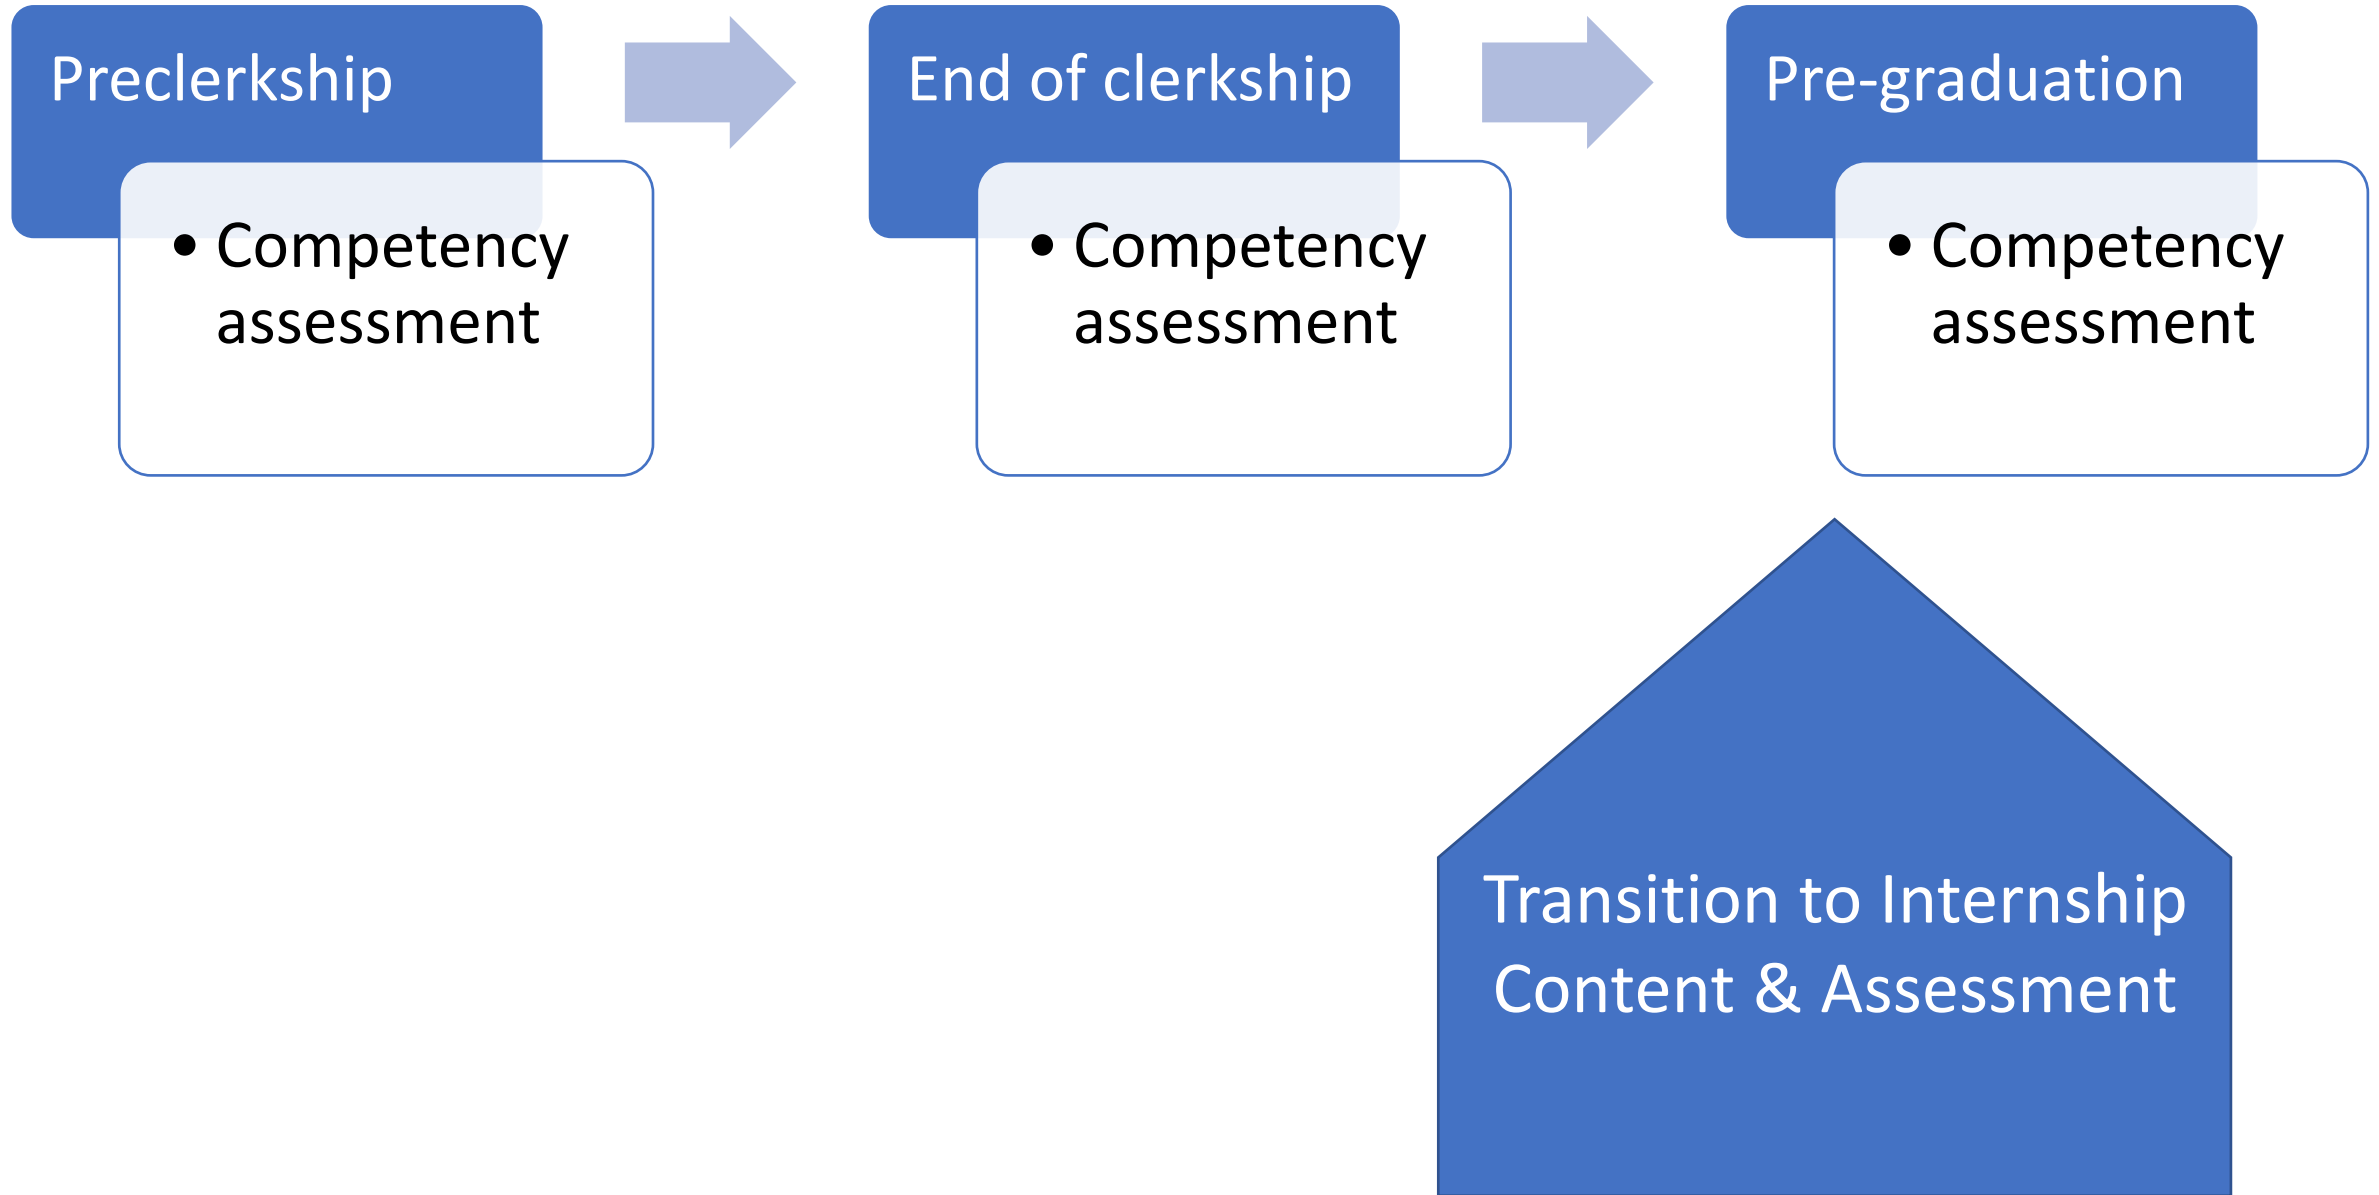 Preclerkship
• Competency
assessment
End of clerkship
• Competency
assessment
Pre-graduation
• Competency
assessment
Transition to Internship
Content & Assessment